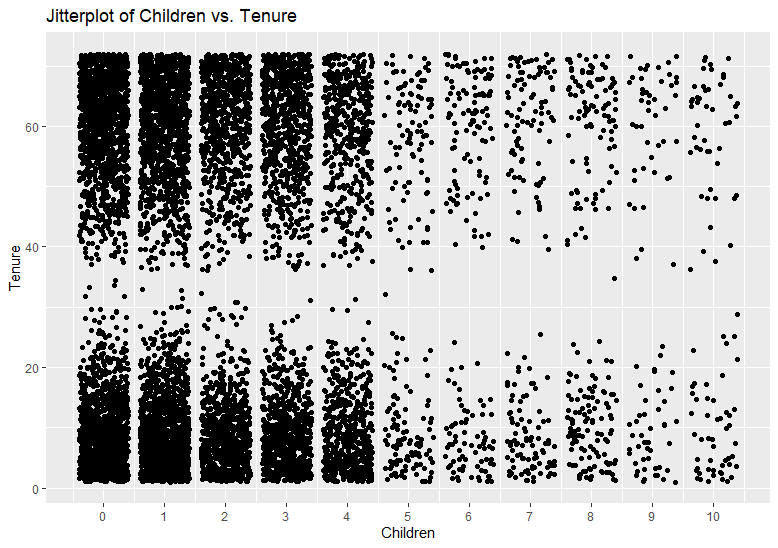 Jitterplot of Children vs. Tenure
60
40
20
0
Tenure
0 1 2 3 4 5 6 7 8 9 10
Children